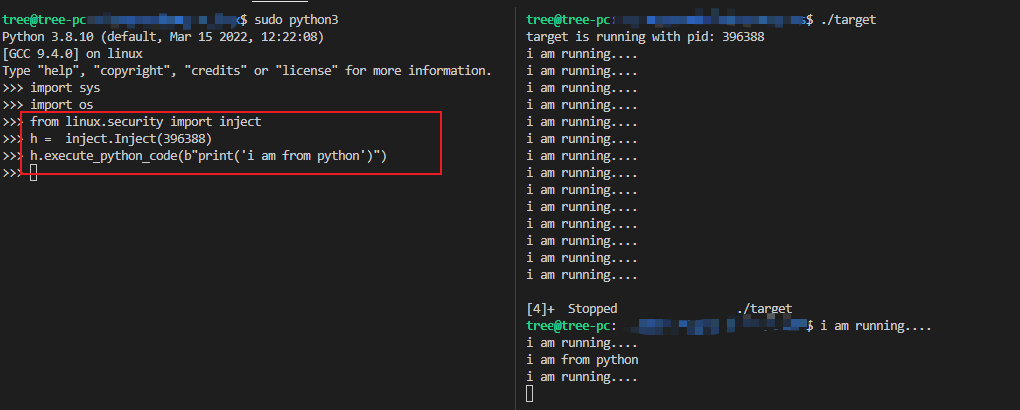 tree@tree-pc $ sudo python3
Python 3.8.10 (default, Mar 15 2022, 12:22:08)
[GCC 9.4.0] on linux
Type "help", "copyright", "credits" or "license" for more information.
>>> import sys
>>> import os
>>> from linux.security import inject
>>> h =  inject.Inject(396388)
>>> h.execute_python_code(b"print('i am from python')")
>>>
tree@tree-pc: $ ./target
target is running with pid: 396388
i am running....
i am running....
i am running....
i am running....
i am running....
i am running....
i am running....
i am running....
i am running....
i am running....
i am running....
i am running....
i am running....
i am running....
[4]+  Stopped                 ./target
tree@tree-pc: $ i am running....
i am running....
i am from python
i am running....